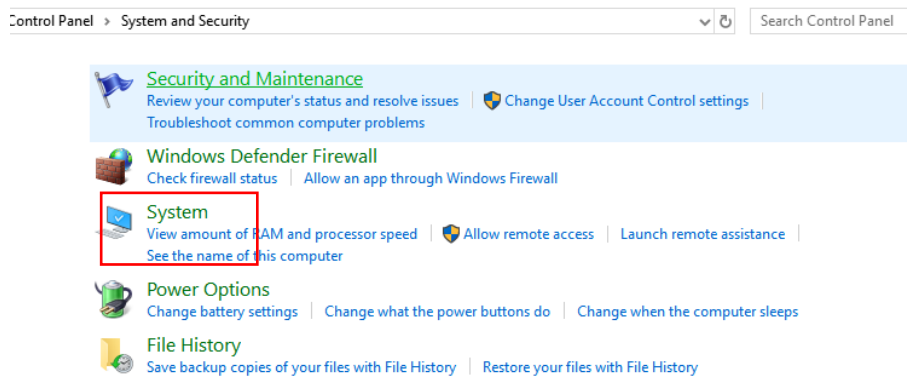 Control Panel > System and Security Search Control Panel
Security and Maintenance
Review your computer's status and resolve issues Change User Account Control settings
Troubleshoot common computer problems
Windows Defender Firewall
Check firewall status Allow an app through Windows Firewall
System
View amount of RAM and processor speed Allow remote access Launch remote assistance
See the name of this computer
Power Options
Change battery settings Change what the power buttons do Change when the computer sleeps
File History
Save backup copies of your files with File History Restore your files with File History